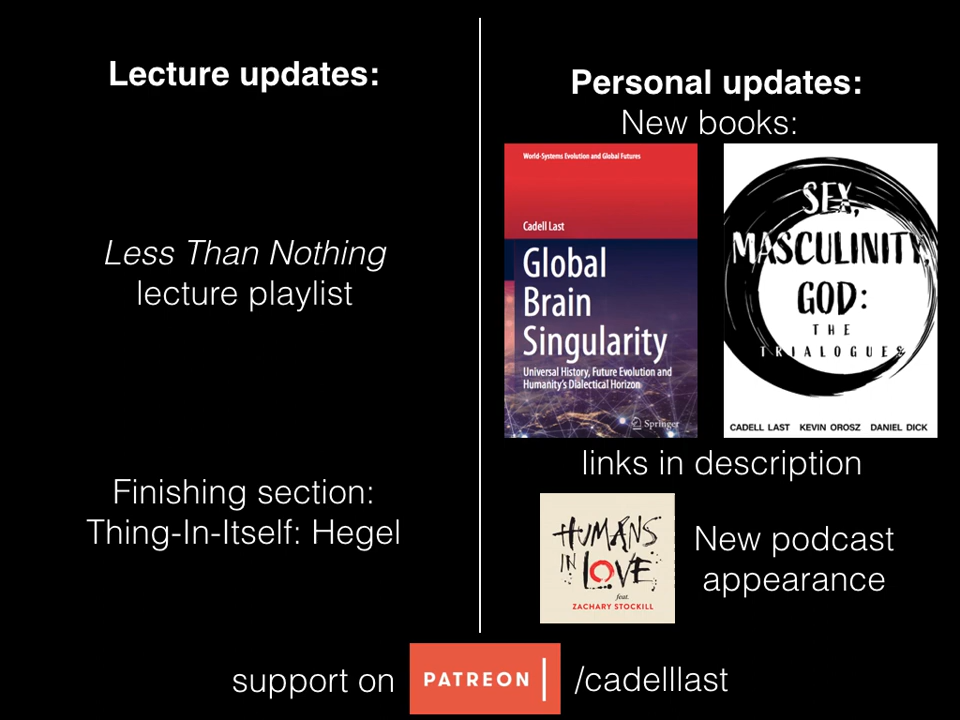 Lecture updates:
Less Than Nothing
lecture playlist
Finishing section:
Thing-In-Itself: Hegel
Personal updates:
New books:
World-Systems Evolution and Global Futures
Cadell Last
Global
Brain
Singularity
Universal History, Future Evolution and
Humanity's Dialectical Horizon
Springer
SEX,
MASCULINITY,
GOD:
THE
TRIALOGUES
CADELL LAST KEVIN OROSZ DANIEL DICK
links in description
HUMANS
IN LOVE
feat.
ZACHARY STOCKILL
New podcast
appearance
support on PATREON /cadelllast